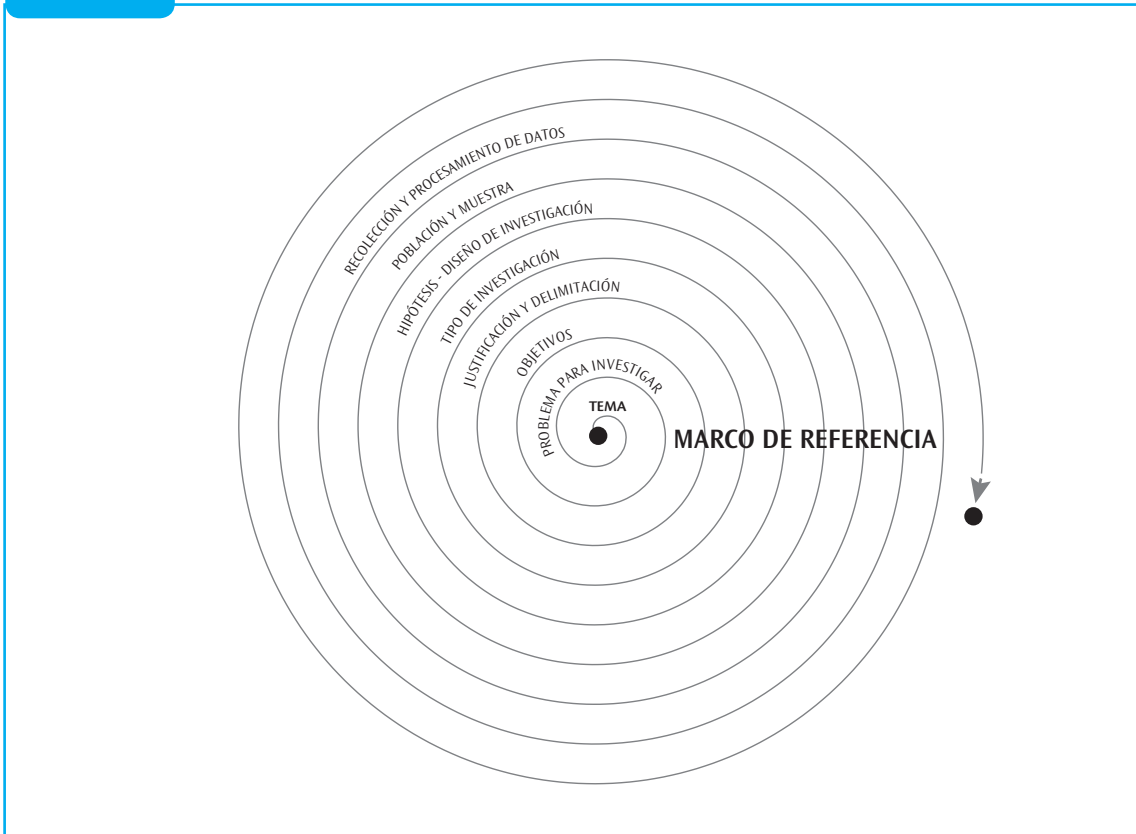 RECOLECCIÓN Y PROCESAMIENTO DE DATOS
POBLACIÓN Y MUESTRA
HIPÓTESIS - DISEÑO DE INVESTIGACIÓN
TIPO DE INVESTIGACIÓN
JUSTIFICACIÓN Y DELIMITACIÓN
OBJETIVOS
PROBLEMA PARA INVESTIGAR
TEMA
MARCO DE REFERENCIA